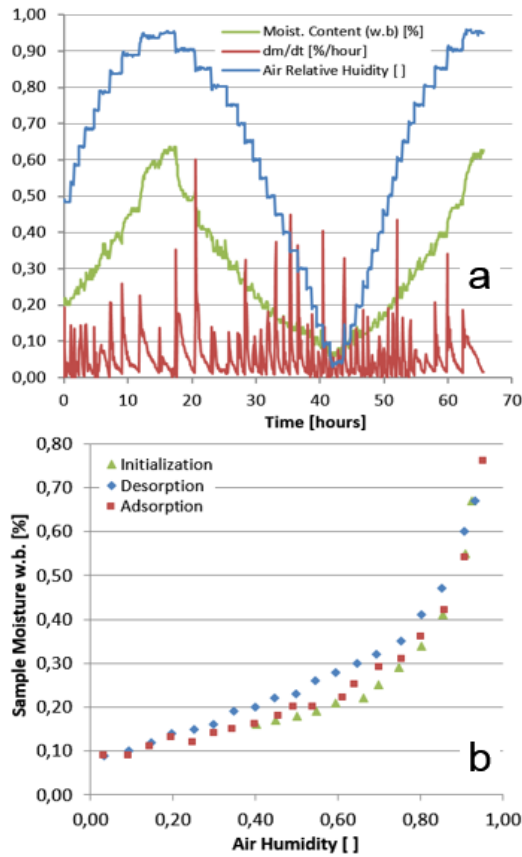 1,00
0,90
0,80
0,70
0,60
0,50
0,40
0,30
0,20
0,10
0,00
Moist. Content (w.b) [%]
dm/dt [%/hour]
Air Relative Huidity [ ]
a
0 10 20 30 40 50 60 70
Time [hours]
Sample Moisture w.b. [%]
0,80
0,70
0,60
0,50
0,40
0,30
0,20
0,10
0,00
Initialization
Desorption
Adsorption
b
0,00 0,20 0,40 0,60 0,80 1,00
Air Humidity [ ]